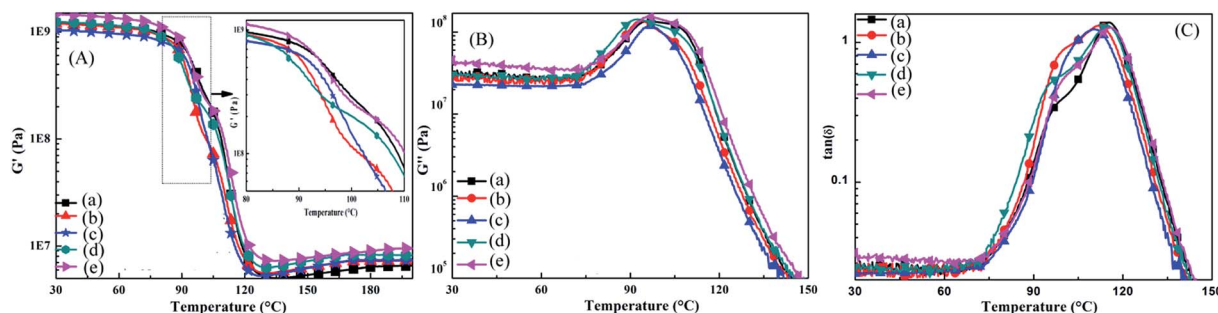 (A)
G' (Pa)
1E9
1E8
1E7
30
60
90
120
150
180
Temperature (°C)
(a)
(b)
(c)
(d)
(e)
G' (Pa)
1E9
1E8
80
90
100
110
Temperature (°C)
(B)
G'' (Pa)
10⁸
10⁷
10⁶
10⁵
30
60
90
120
150
Temperature (°C)
(a)
(b)
(c)
(d)
(e)
(C)
tan(δ)
1
0.1
30
60
90
120
150
Temperature (°C)
(a)
(b)
(c)
(d)
(e)